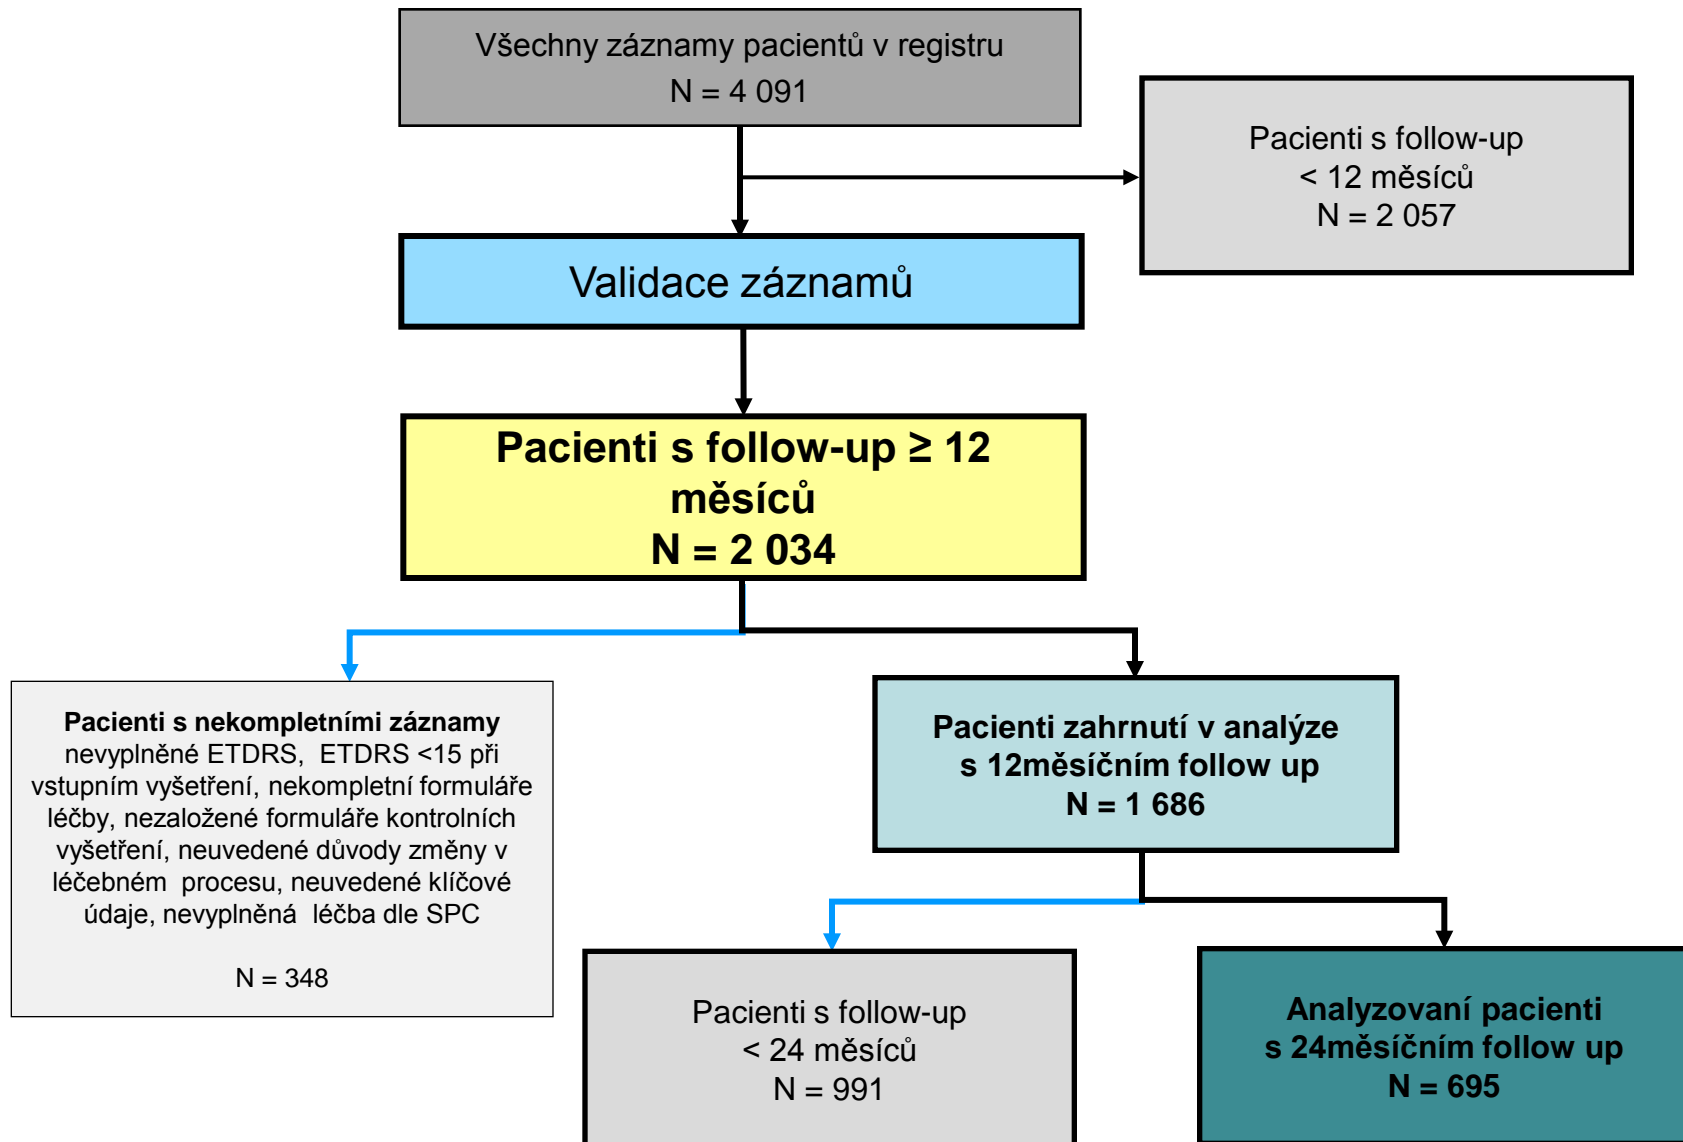 Všechny záznamy pacientů v registru
N = 4 091
Pacienti s follow-up
< 12 měsíců
N = 2 057
Validace záznamů
Pacienti s follow-up ≥ 12
měsíců
N = 2 034
Pacienti s nekompletními záznamy
nevyplněné ETDRS, ETDRS <15 při
vstupním vyšetření, nekompletní formuláře
léčby, nezaložené formuláře kontrolních
vyšetření, neuvedené důvody změny v
léčebném procesu, neuvedené klíčové
údaje, nevyplněná léčba dle SPC
N = 348
Pacienti zahrnutí v analýze
s 12měsíčním follow up
N = 1 686
Pacienti s follow-up
< 24 měsíců
N = 991
Analyzovaní pacienti
s 24měsíčním follow up
N = 695